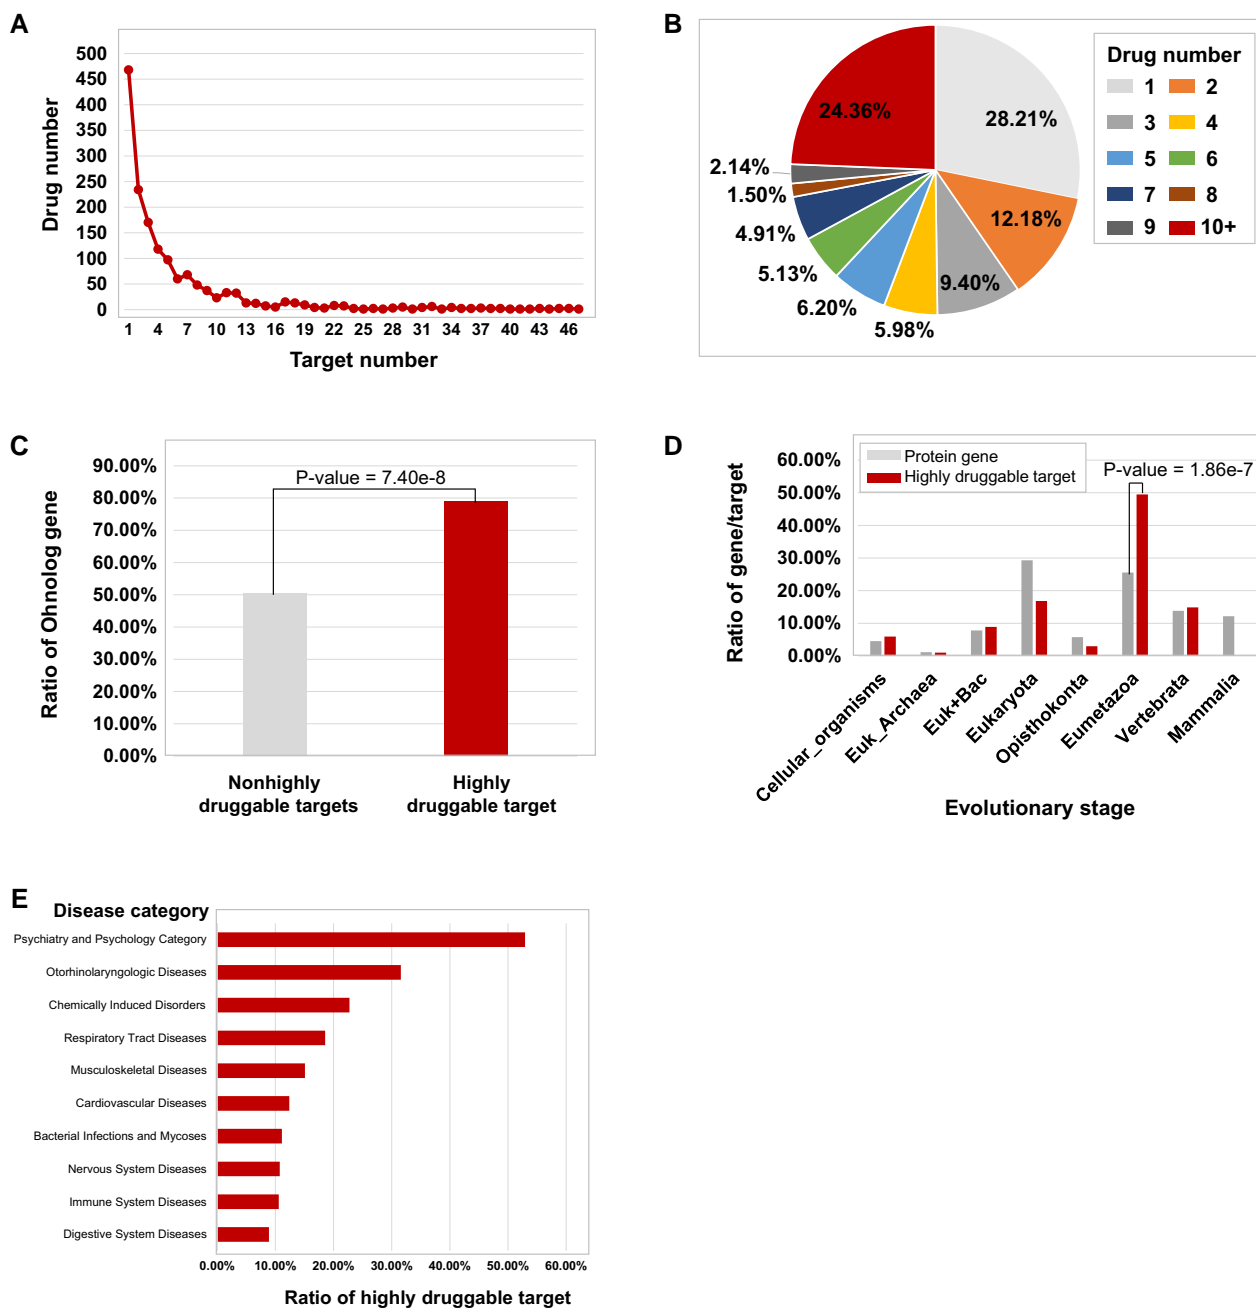 A
500
450
400
350
300
250
200
150
100
50
0
Drug number
1 4 7 10 13 16 19 22 25 28 31 34 37 40 43 46
Target number
B
24.36%
28.21%
2.14%
1.50%
12.18%
4.91%
9.40%
5.13%
6.20%
5.98%
Drug number
1 2
3 4
5 6
7 8
9 10+
C
90.00%
80.00%
70.00%
60.00%
50.00%
40.00%
30.00%
20.00%
10.00%
0.00%
Ratio of Ohnolog gene
P-value = 7.40e-8
Nonhighly
druggable targets
Highly
druggable target
D
60.00%
50.00%
40.00%
30.00%
20.00%
10.00%
0.00%
Ratio of gene/target
Protein gene
Highly druggable target
P-value = 1.86e-7
Cellular_organisms
Euk_Archaea
Euk+Bac
Eukaryota
Opisthokonta
Eumetazoa
Vertebrata
Mammalia
Evolutionary stage
E
Disease category
Psychiatry and Psychology Category
Otorhinolaryngologic Diseases
Chemically Induced Disorders
Respiratory Tract Diseases
Musculoskeletal Diseases
Cardiovascular Diseases
Bacterial Infections and Mycoses
Nervous System Diseases
Immune System Diseases
Digestive System Diseases
0.00% 10.00% 20.00% 30.00% 40.00% 50.00% 60.00%
Ratio of highly druggable target